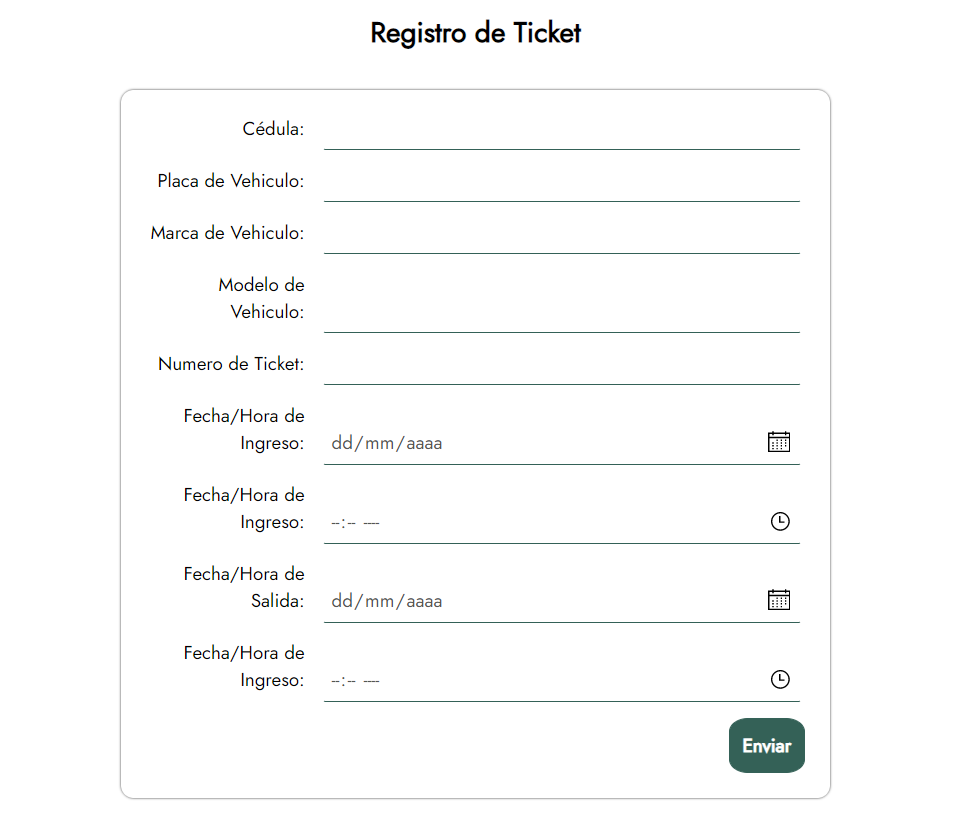 Registro de Ticket
Cédula:
Placa de Vehiculo:
Marca de Vehiculo:
Modelo de
Vehiculo:
Numero de Ticket:
Fecha/Hora de
Ingreso:
dd/mm/aaaa
Fecha/Hora de
Ingreso:
--:-- ----
Fecha/Hora de
Salida:
dd/mm/aaaa
Fecha/Hora de
Ingreso:
--:-- ----
Enviar